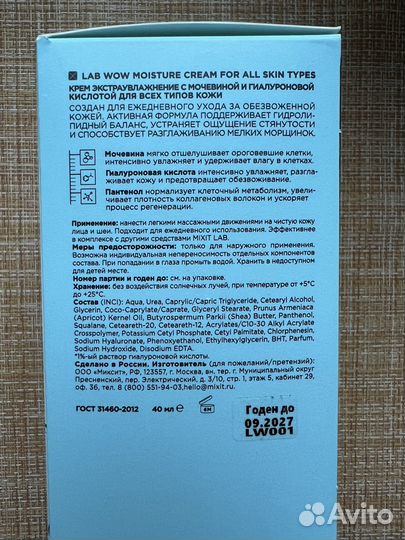 LAB WOW MOISTURE CREAM FOR ALL SKIN TYPES
КРЕМ ЭКСТРАУВЛАЖНЕНИЕ С МОЧЕВИНОЙ И ГИАЛУРОНОВОЙ
КИСЛОТОЙ ДЛЯ ВСЕХ ТИПОВ КОЖИ
СОЗДАН ДЛЯ ЕЖЕДНЕВНОГО УХОДА ЗА ОБЕЗВОЖЕННОЙ
КОЖЕЙ. АКТИВНАЯ ФОРМУЛА ПОДДЕРЖИВАЕТ ГИДРОЛИ-
ПИДНЫЙ БАЛАНС, УСТРАНЯЕТ ОЩУЩЕНИЕ СТЯНУТОСТИ
И СПОСОБСТВУЕТ РАЗГЛАЖИВАНИЮ МЕЛКИХ МОРЩИНОК.
Мочевина мягко отшелушивает ороговевшие клетки,
интенсивно увлажняет и удерживает влагу в клетках.
Гиалуроновая кислота интенсивно увлажняет, разгла-
живает кожу и предотвращает обезвоживание.
Пантенол нормализует клеточный метаболизм, увели-
чивает плотность коллагеновых волокон и ускоряет
процесс регенерации.
Применение: нанести легкими массажными движениями на чистую кожу
лица и шеи. Подходит для ежедневного использования. Эффективнее
в комплексе с другими средствами MIXIT LAB.
Меры предосторожности: только для наружного применения.
Возможна индивидуальная непереносимость отдельных компонентов
состава. При попадании в глаза промыть водой. Хранить в недоступном
для детей месте.
Номер партии и годен до: см. на упаковке.
Хранение: без воздействия солнечных лучей, при температуре от +5°C
до +25°C.
Состав (INCI): Aqua, Urea, Caprylic/Capric Triglyceride, Cetearyl Alcohol,
Glycerin, Coco-Caprylate/Caprate, Glyceryl Stearate, Prunus Armeniaca
(Apricot) Kernel Oil, Butyrospermum Parkii (Shea) Butter, Panthenol,
Squalane, Ceteareth-20, Ceteareth-12, Acrylates/C10-30 Alkyl Acrylate
Crosspolymer, Potassium Cetyl Phosphate, Cetyl Palmitate, Chlorphenesin,
Sodium Hyaluronate, Phenoxyethanol, Ethylhexylglycerin, BHT, Parfum,
Sodium Hydroxide, Disodium EDTA.
*1%-ный раствор гиалуроновой кислоты.
Сделано в России. Изготовитель (для пожеланий/претензий):
ООО «Миксит», РФ, 123557, г. Москва, вн. тер. г. Муниципальный округ
Пресненский, пер. Электрический, д. 3/10, стр. 1, этаж 5, кабинет 29,
оф. 36, тел. 8 (800) 551-94-03,hello@mixit.ru.
ГОСТ 31460-2012 40 мл ℮ 6M
Годен до
09.2027
LW001
Avito